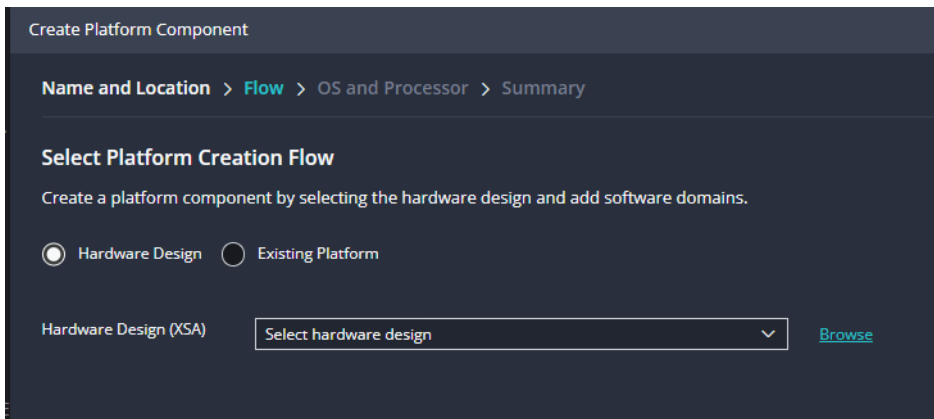 Create Platform Component
Name and Location > Flow > OS and Processor > Summary
Select Platform Creation Flow
Create a platform component by selecting the hardware design and add software domains.
Hardware Design Existing Platform
Hardware Design (XSA) Select hardware design Browse